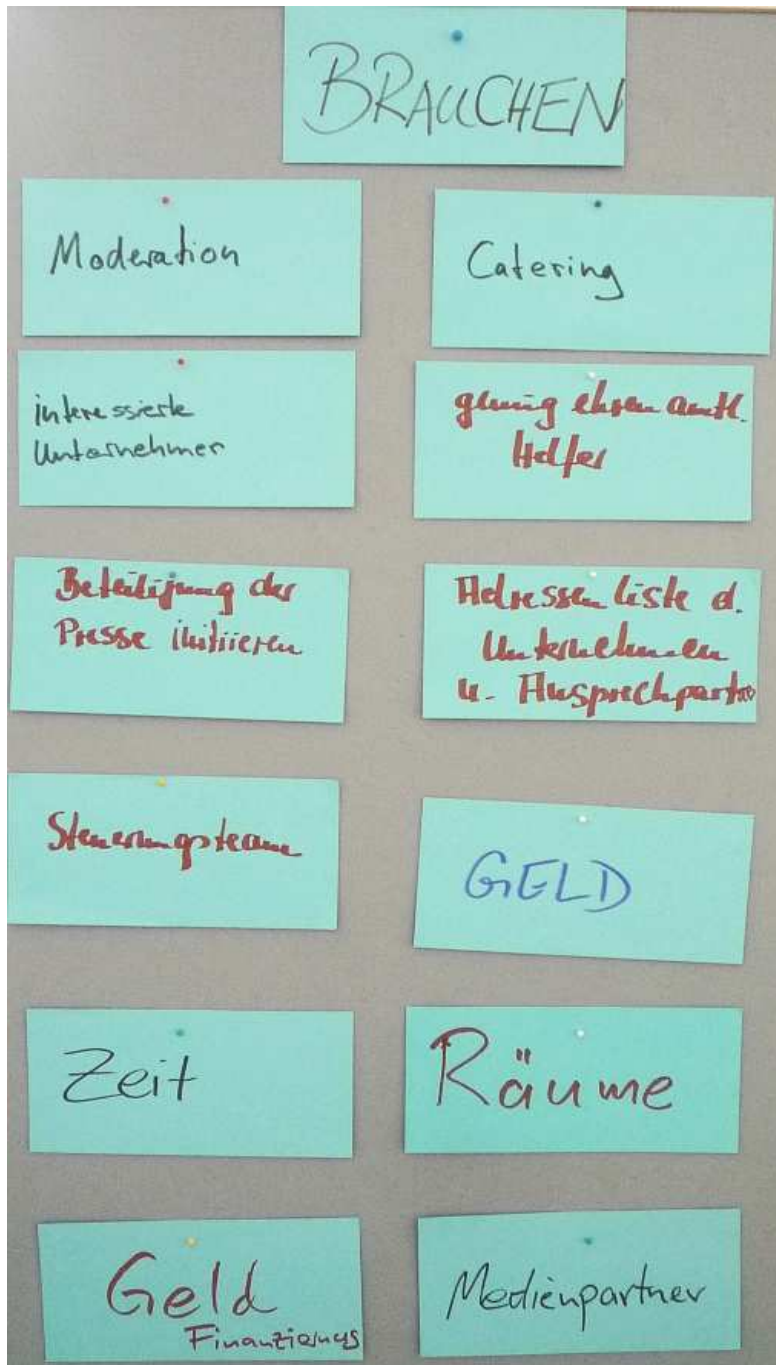 BRAUCHEN
Moderation
Catering
interessierte
Unternehmer
genug ehrenamtl.
Helfer
Beteiligung der
Presse initiieren
Adressenliste d.
Unternehmen
u. Ansprechpartner
Steuerungsteam
GELD
Zeit
Räume
Geld
Finanzierung
Medienpartner